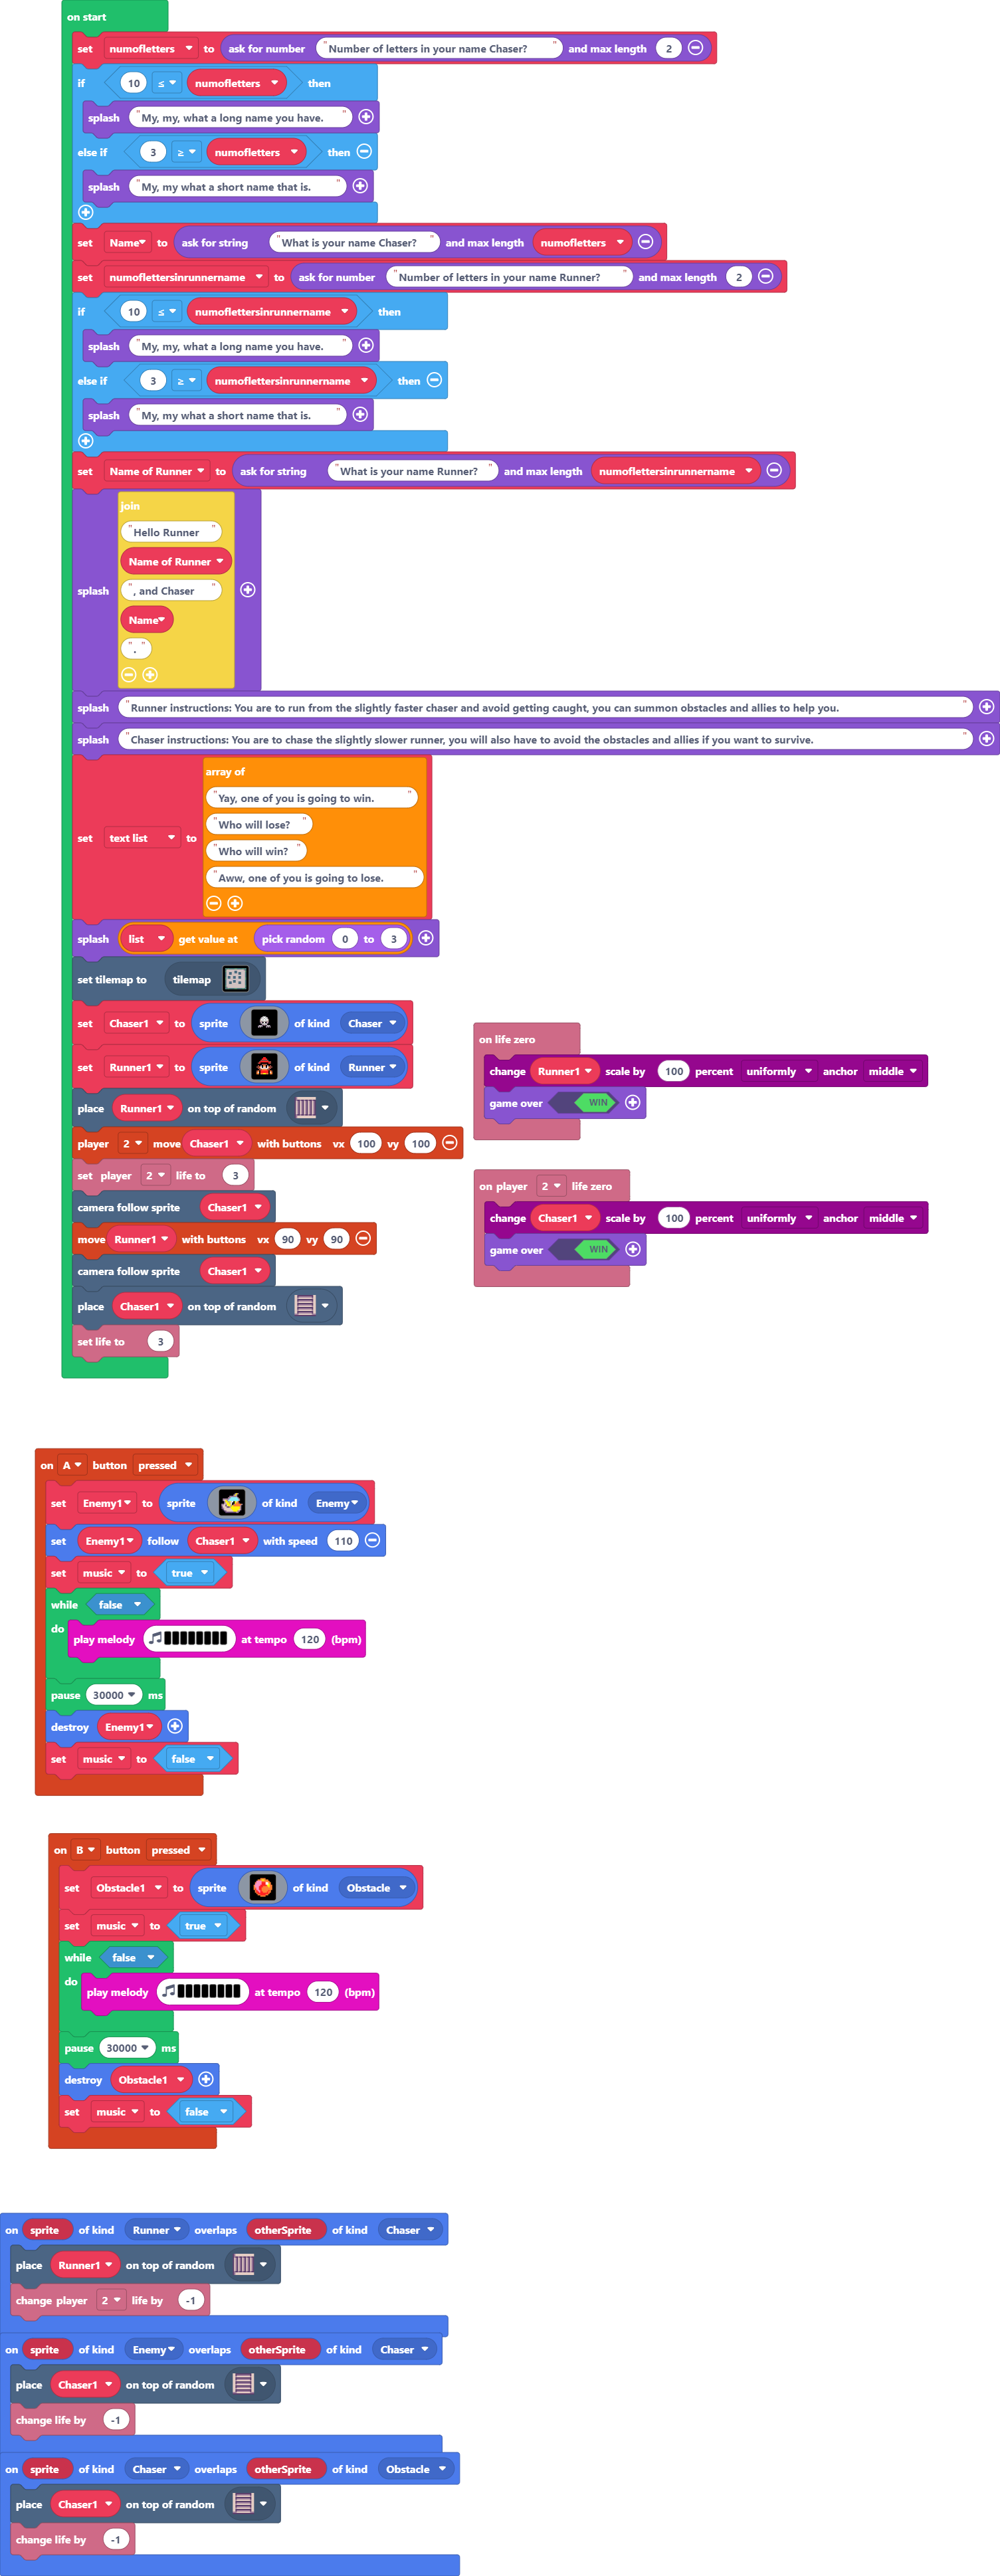 on start
set numofletters to ask for number "Number of letters in your name Chaser?" and max length 2
if 10 ≤ numofletters then
splash "My, my, what a long name you have."
else if 3 ≥ numofletters then
splash "My, my what a short name that is."
set Name to ask for string "What is your name Chaser?" and max length numofletters
set numoflettersinrunnername to ask for number "Number of letters in your name Runner?" and max length 2
if 10 ≤ numoflettersinrunnername then
splash "My, my, what a long name you have."
else if 3 ≥ numoflettersinrunnername then
splash "My, my what a short name that is."
set Name of Runner to ask for string "What is your name Runner?" and max length numoflettersinrunnername
join
"Hello Runner "
Name of Runner
splash ", and Chaser "
Name
"."
splash "Runner instructions: You are to run from the slightly faster chaser and avoid getting caught, you can summon obstacles and allies to help you."
splash "Chaser instructions: You are to chase the slightly slower runner, you will also have to avoid the obstacles and allies if you want to survive."
array of
"Yay, one of you is going to win."
"Who will lose?"
set text list to
"Who will win?"
"Aww, one of you is going to lose."
splash list get value at pick random 0 to 3
set tilemap to tilemap
set Chaser1 to sprite of kind Chaser
set Runner1 to sprite of kind Runner
place Runner1 on top of random
player 2 move Chaser1 with buttons vx 100 vy 100
set player 2 life to 3
camera follow sprite Chaser1
move Runner1 with buttons vx 90 vy 90
camera follow sprite Chaser1
place Chaser1 on top of random
set life to 3
on life zero
change Runner1 scale by 100 percent uniformly anchor middle
game over WIN
on player 2 life zero
change Chaser1 scale by 100 percent uniformly anchor middle
game over WIN
on A button pressed
set Enemy1 to sprite of kind Enemy
set Enemy1 follow Chaser1 with speed 110
set music to true
while false
do
play melody at tempo 120 (bpm)
pause 30000 ms
destroy Enemy1
set music to false
on B button pressed
set Obstacle1 to sprite of kind Obstacle
set music to true
while false
do
play melody at tempo 120 (bpm)
pause 30000 ms
destroy Obstacle1
set music to false
on sprite of kind Runner overlaps otherSprite of kind Chaser
place Runner1 on top of random
change player 2 life by -1
on sprite of kind Enemy overlaps otherSprite of kind Chaser
place Chaser1 on top of random
change life by -1
on sprite of kind Chaser overlaps otherSprite of kind Obstacle
place Chaser1 on top of random
change life by -1